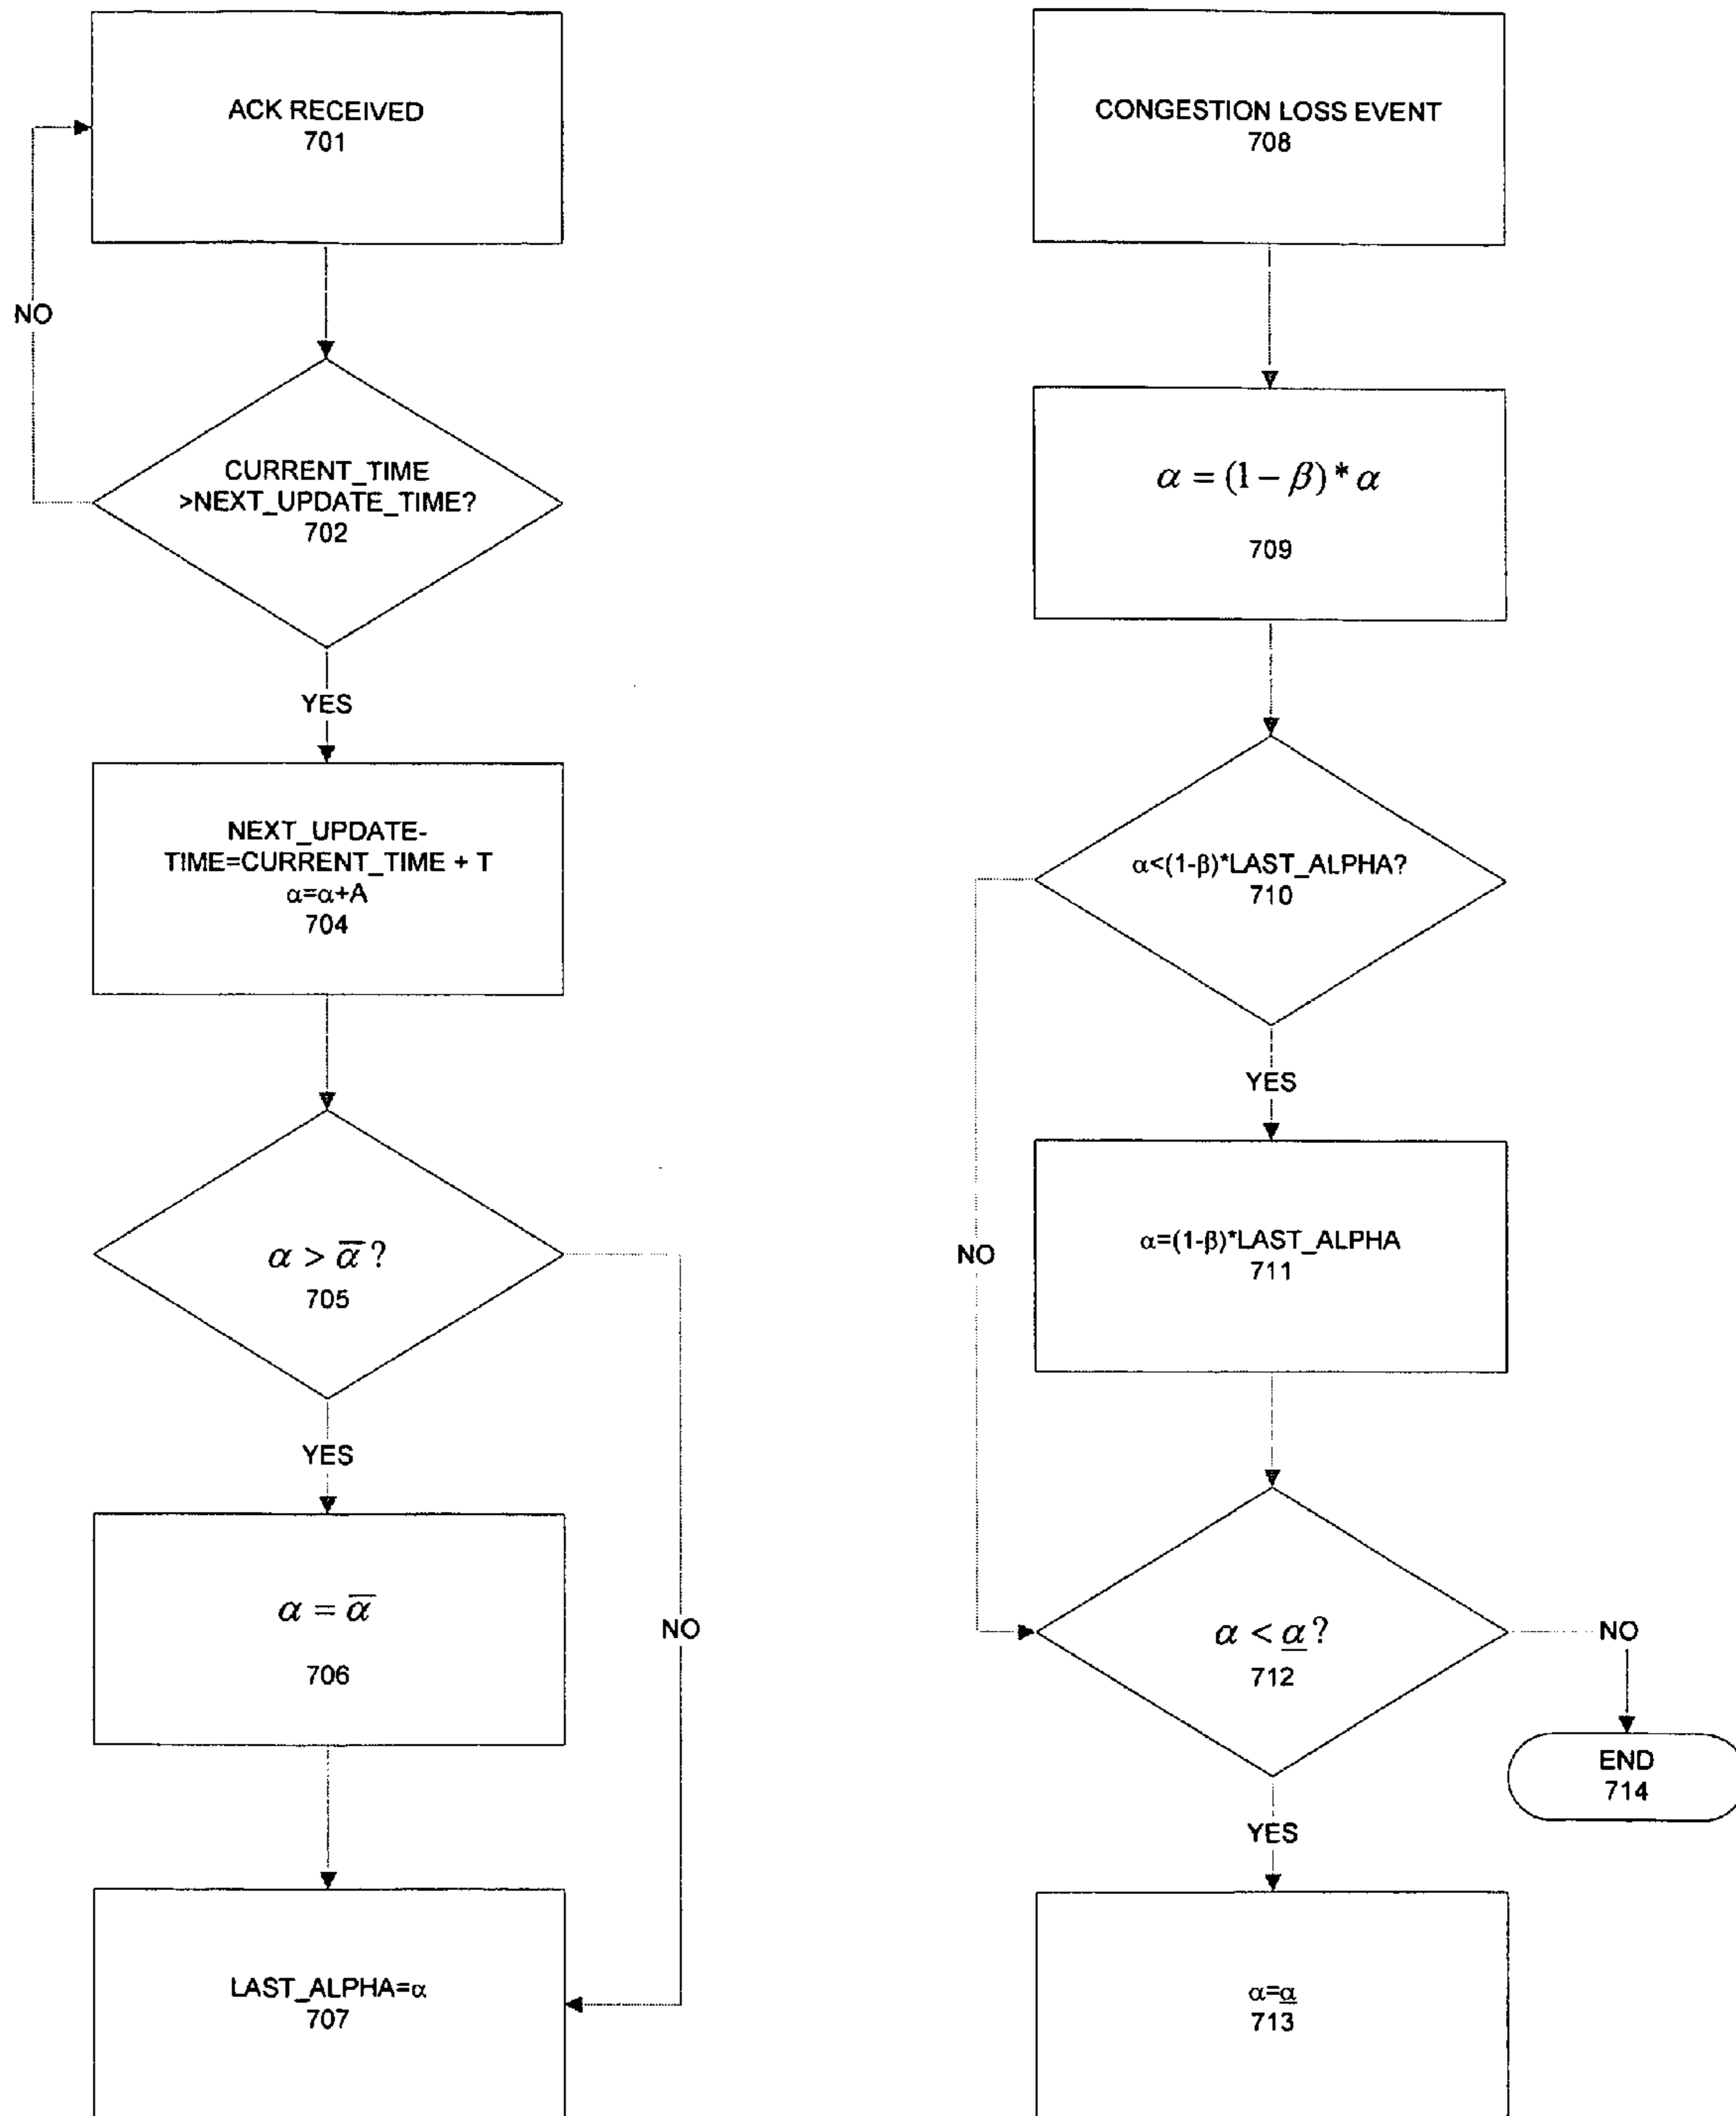 ACK RECEIVED
701
NO
CURRENT_TIME
>NEXT_UPDATE_TIME?
702
YES
NEXT_UPDATE-
TIME=CURRENT_TIME + T
α=α+A
704
α > α̅ ?
705
YES
α = α̅
706
NO
LAST_ALPHA=α
707
CONGESTION LOSS EVENT
708
α = (1 − β) * α
709
α<(1-β)*LAST_ALPHA?
710
YES
NO
α=(1-β)*LAST_ALPHA
711
α < α̲ ?
712
NO
END
714
YES
α=α̲
713